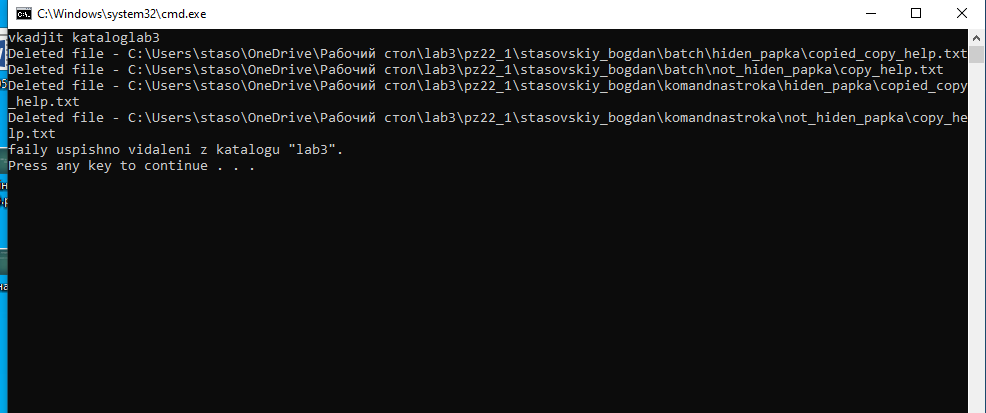 C:\Windows\system32\cmd.exe
vkadjit kataloglab3
Deleted file - C:\Users\staso\OneDrive\Рабочий стол\lab3\pz22_1\stasovskiy_bogdan\batch\hiden_papka\copied_copy_help.txt
Deleted file - C:\Users\staso\OneDrive\Рабочий стол\lab3\pz22_1\stasovskiy_bogdan\batch\not_hiden_papka\copy_help.txt
Deleted file - C:\Users\staso\OneDrive\Рабочий стол\lab3\pz22_1\stasovskiy_bogdan\komandnastroka\hiden_papka\copied_copy
_help.txt
Deleted file - C:\Users\staso\OneDrive\Рабочий стол\lab3\pz22_1\stasovskiy_bogdan\komandnastroka\not_hiden_papka\copy_he
lp.txt
faily uspishno vidaleni z katalogu "lab3".
Press any key to continue . . .